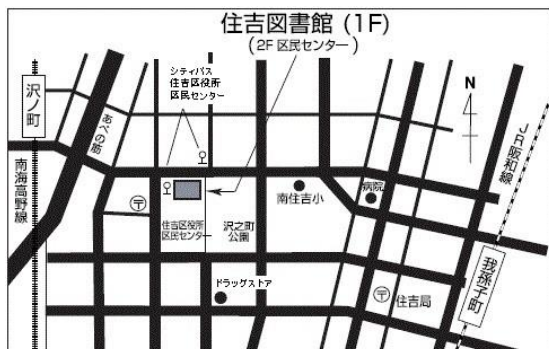 住吉図書館 (1F)
(2F 区民センター)
シティバス
住吉区役所
区民センター
N
沢ノ町
あべの筋
JR阪和線
南海高野線
南住吉小
病院
住吉区役所
区民センター
沢之町
公園
我孫子町
ドラッグストア
住吉局